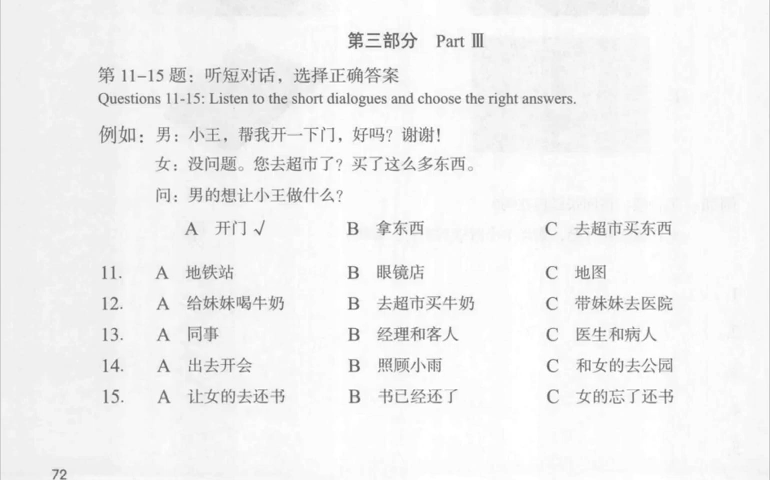 第三部分 Part Ⅲ
第 11-15 题：听短对话，选择正确答案
Questions 11-15: Listen to the short dialogues and choose the right answers.
例如：男：小王，帮我开一下门，好吗？谢谢！
女：没问题。您去超市了？买了这么多东西。
问：男的想让小王做什么？
A 开门 √ B 拿东西 C 去超市买东西
11. A 地铁站 B 眼镜店 C 地图
12. A 给妹妹喝牛奶 B 去超市买牛奶 C 带妹妹去医院
13. A 同事 B 经理和客人 C 医生和病人
14. A 出去开会 B 照顾小雨 C 和女的去公园
15. A 让女的去还书 B 书已经还了 C 女的忘了还书
72